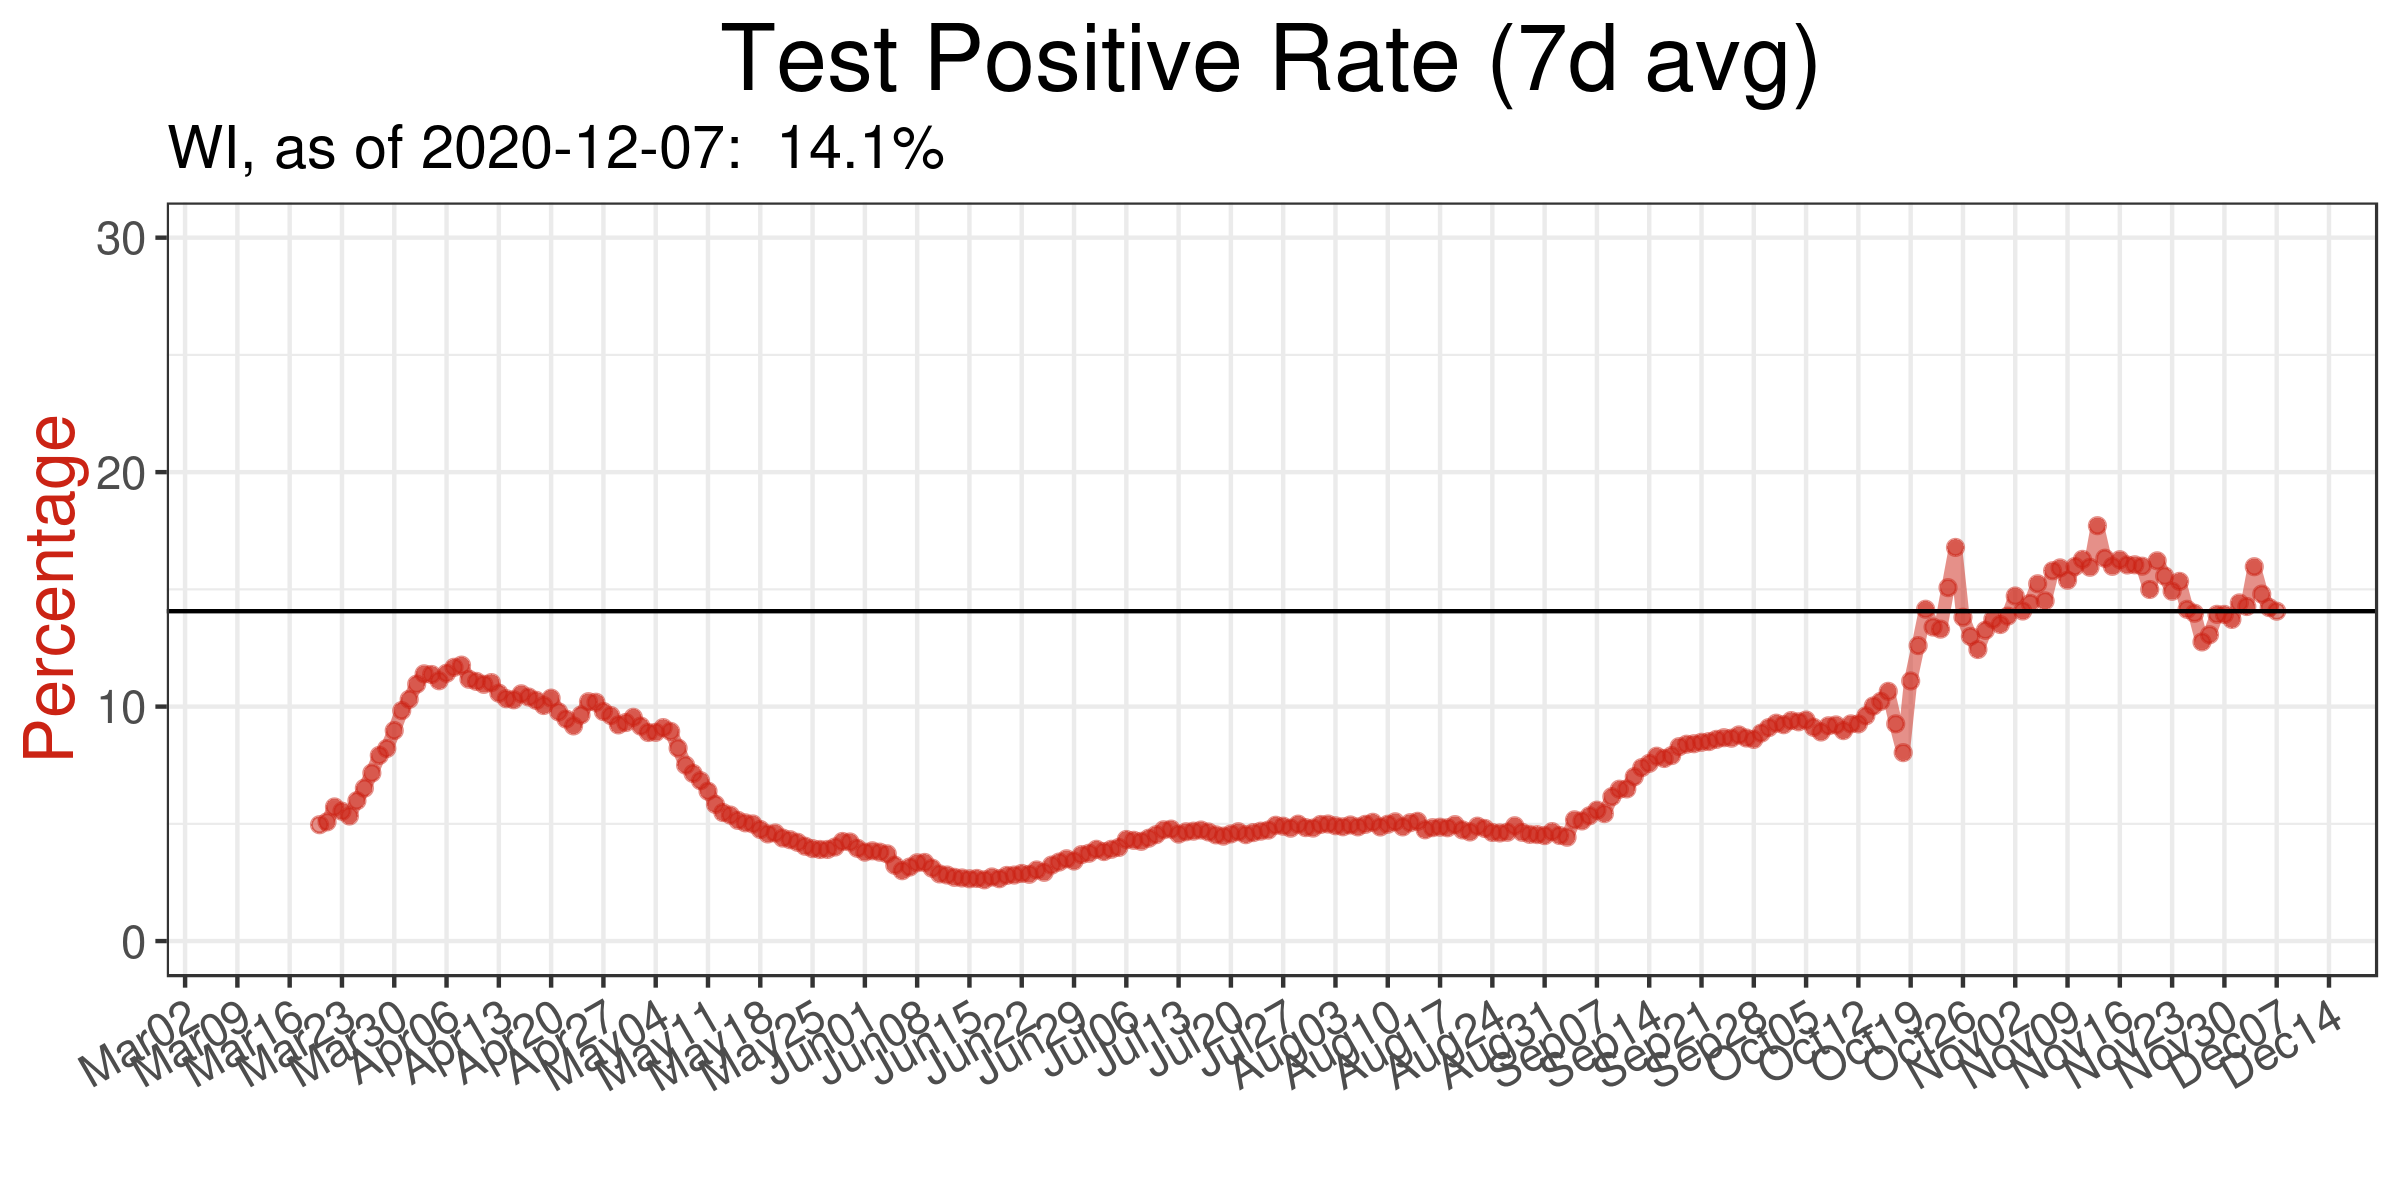 Test Positive Rate (7d avg)
WI, as of 2020-12-07:  14.1%
Percentage
30
20
10
0
Mar02
Mar09
Mar16
Mar23
Mar30
Apr06
Apr13
Apr20
Apr27
May04
May11
May18
May25
Jun01
Jun08
Jun15
Jun22
Jun29
Jul06
Jul13
Jul20
Jul27
Aug03
Aug10
Aug17
Aug24
Aug31
Sep07
Sep14
Sep21
Sep28
Oct05
Oct12
Oct19
Oct26
Nov02
Nov09
Nov16
Nov23
Nov30
Dec07
Dec14